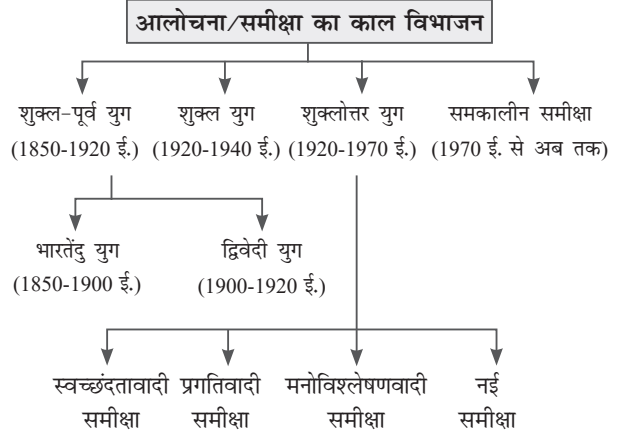 आलोचना/समीक्षा का काल विभाजन
शुक्ल-पूर्व युग शुक्ल युग शुक्लोत्तर युग समकालीन समीक्षा
(1850-1920 ई.) (1920-1940 ई.) (1920-1970 ई.) (1970 ई. से अब तक)
भारतेंदु युग द्विवेदी युग
(1850-1900 ई.) (1900-1920 ई.)
स्वच्छंदतावादी प्रगतिवादी मनोविश्लेषणवादी नई
समीक्षा समीक्षा समीक्षा समीक्षा